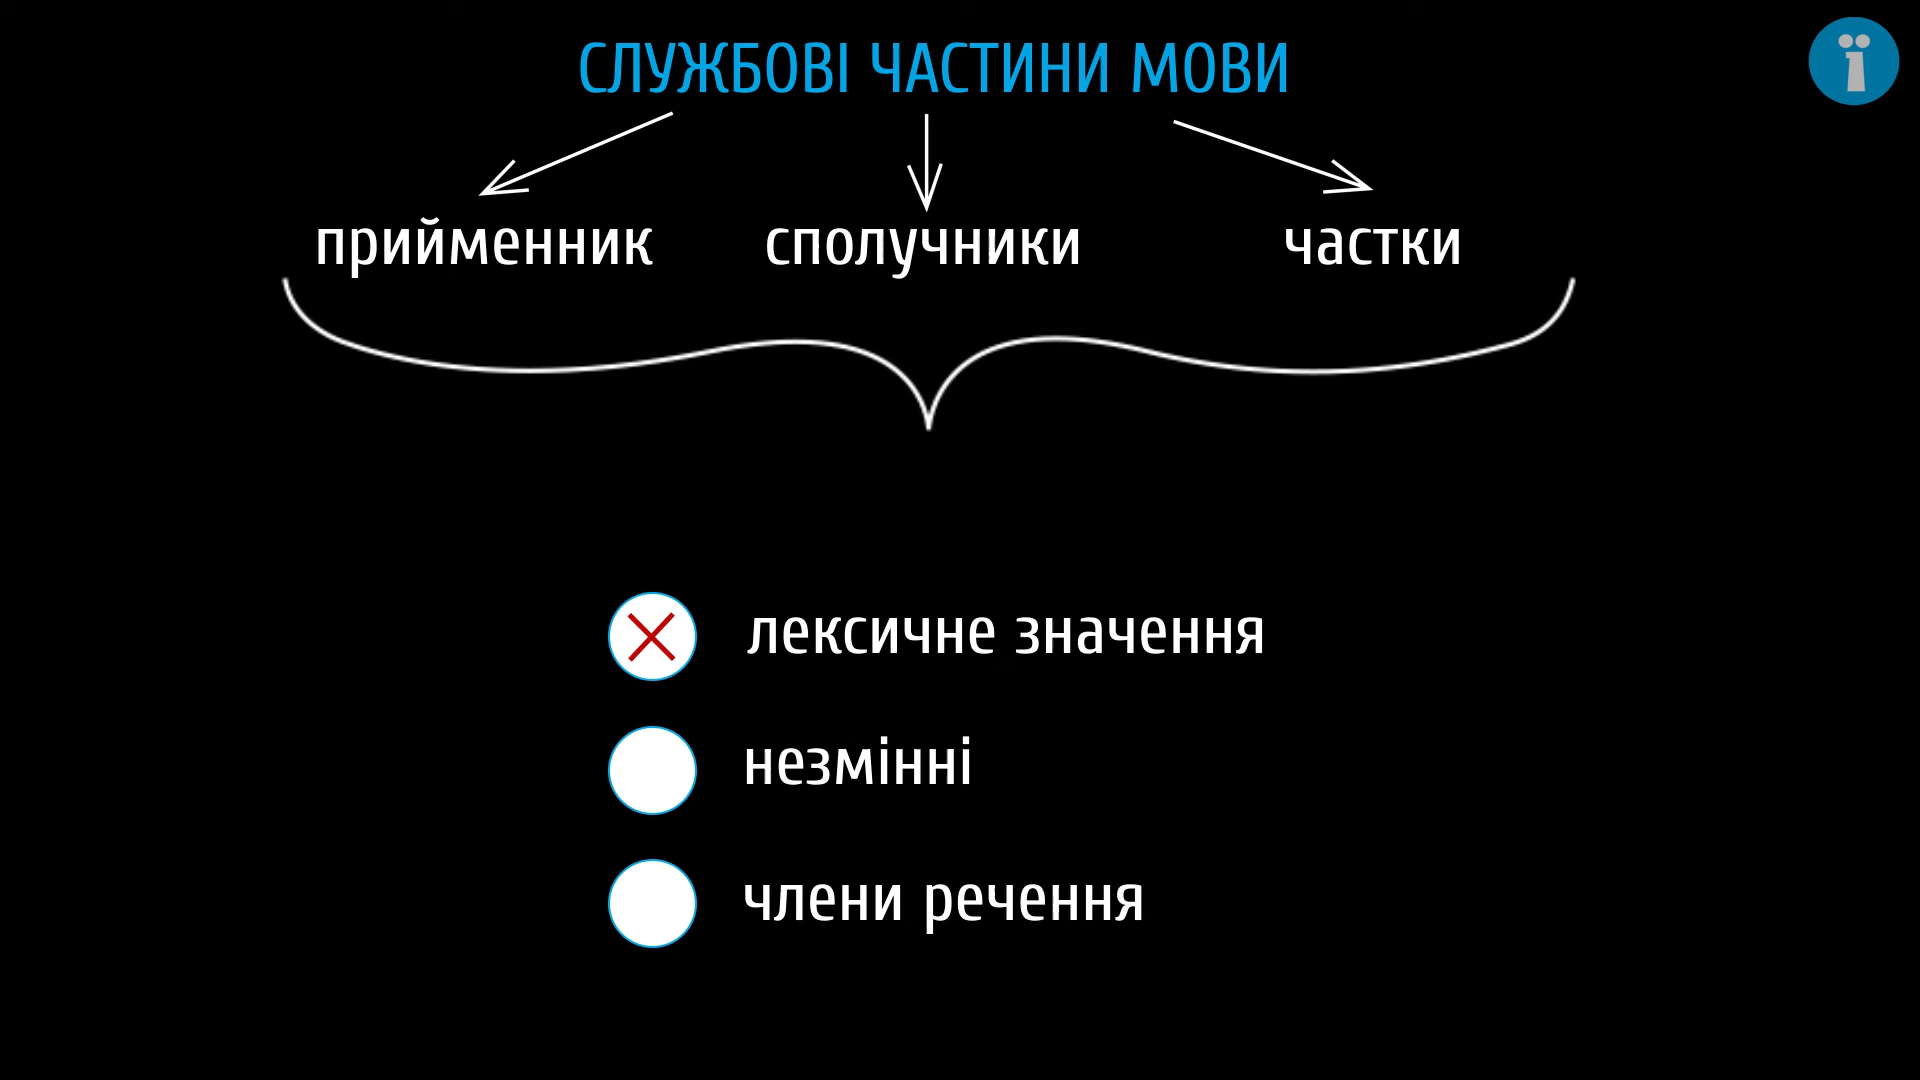 СЛУЖБОВІ ЧАСТИНИ МОВИ
прийменник сполучники частки
лексичне значення
незмінні
члени речення
ї